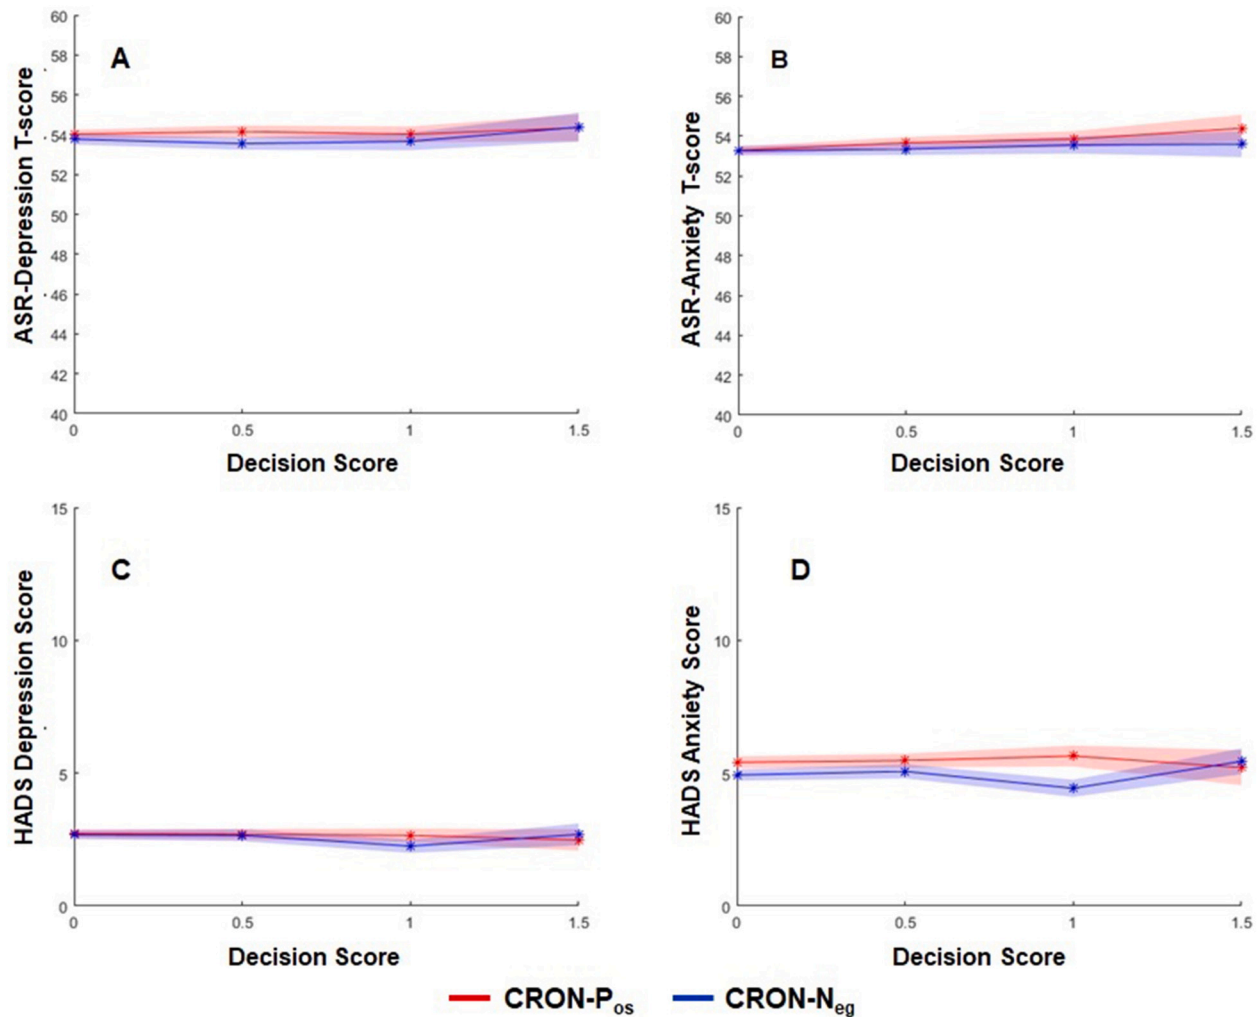 A
ASR-Depression T-score
60
58
56
54
52
50
48
46
44
42
40
0 0.5 1 1.5
Decision Score
B
ASR-Anxiety T-score
60
58
56
54
52
50
48
46
44
42
40
0 0.5 1 1.5
Decision Score
C
HADS Depression Score
15
10
5
0
0 0.5 1 1.5
Decision Score
D
HADS Anxiety Score
15
10
5
0
0 0.5 1 1.5
Decision Score
CRON-Pos CRON-Neg